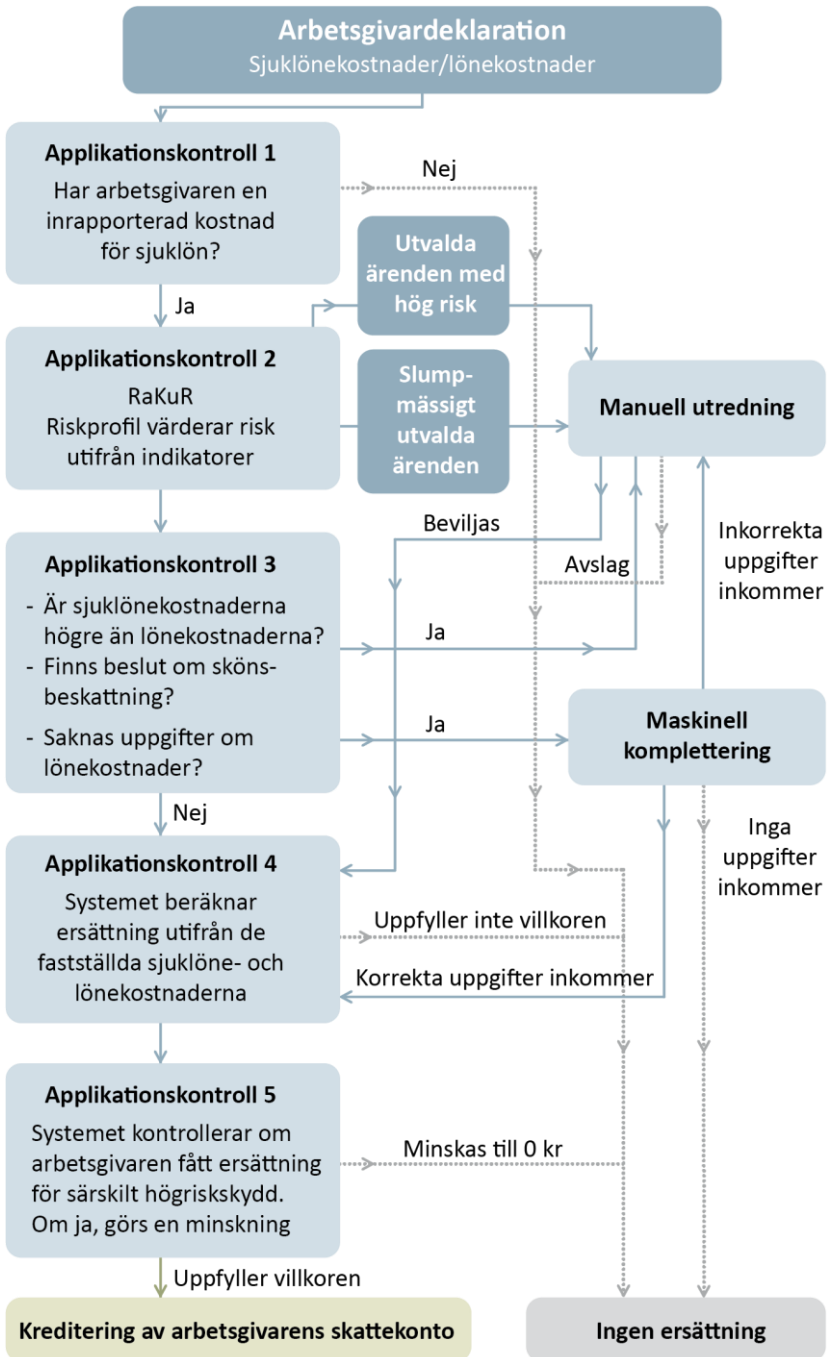 Arbetsgivardeklaration
Sjuklönekostnader/lönekostnader
Applikationskontroll 1
Har arbetsgivaren en
inrapporterad kostnad
för sjuklön?
Nej
Ja
Utvalda
ärenden med
hög risk
Applikationskontroll 2
RaKuR
Riskprofil värderar risk
utifrån indikatorer
Slump-
mässigt
utvalda
ärenden
Manuell utredning
Beviljas
Avslag
Inkorrekta
uppgifter
inkommer
Applikationskontroll 3
- Är sjuklönekostnaderna
högre än lönekostnaderna?
- Finns beslut om sköns-
beskattning?
- Saknas uppgifter om
lönekostnader?
Ja
Ja
Maskinell
komplettering
Nej
Inga
uppgifter
inkommer
Applikationskontroll 4
Systemet beräknar
ersättning utifrån de
fastställda sjuklöne- och
lönekostnaderna
Uppfyller inte villkoren
Korrekta uppgifter inkommer
Applikationskontroll 5
Systemet kontrollerar om
arbetsgivaren fått ersättning
för särskilt högriskskydd.
Om ja, görs en minskning
Minskas till 0 kr
Uppfyller villkoren
Kreditering av arbetsgivarens skattekonto
Ingen ersättning